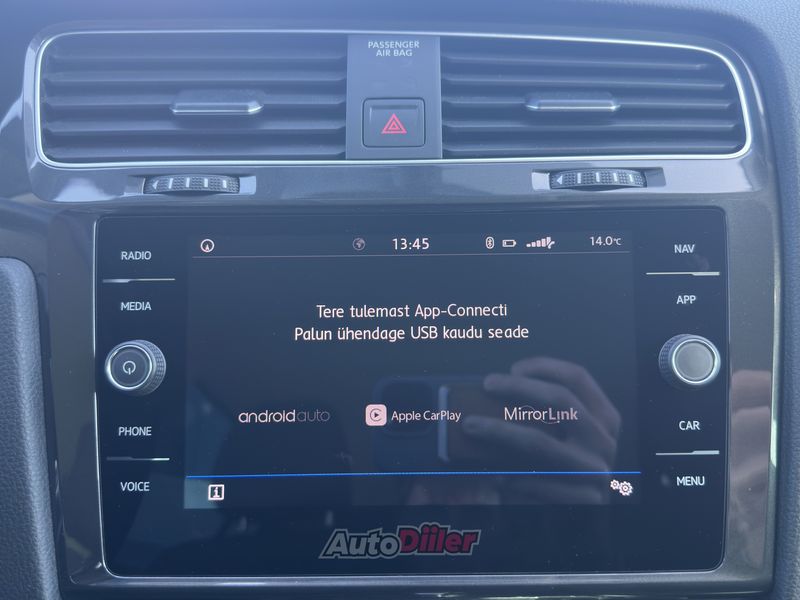 PASSENGER
AIR BAG
13:45
14.0°C
RADIO
NAV
MEDIA
APP
Tere tulemast App-Connecti
Palun ühendage USB kaudu seade
androidauto
Apple CarPlay
MirrorLink
PHONE
CAR
VOICE
MENU
AutoDiiler